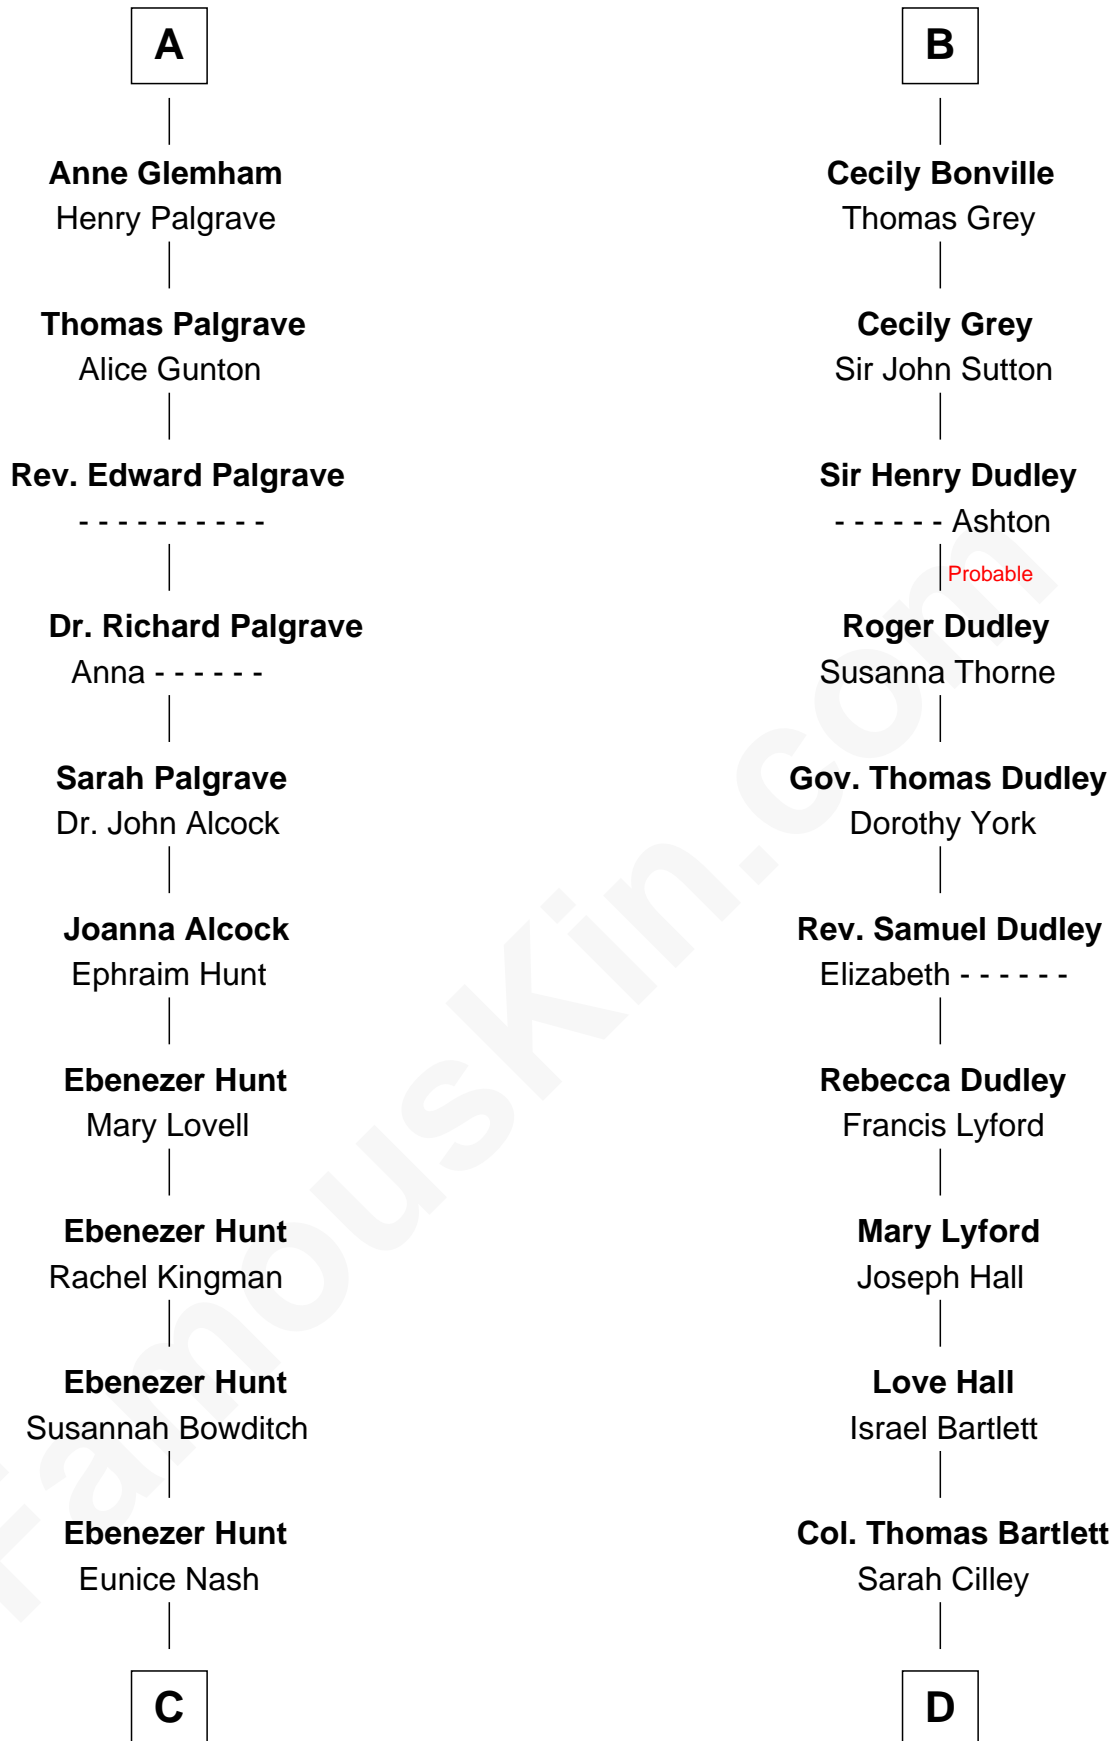 A
Anne Glemham
Henry Palgrave
Thomas Palgrave
Alice Gunton
Rev. Edward Palgrave
- - - - - - - - - -
Dr. Richard Palgrave
Anna - - - - - -
Sarah Palgrave
Dr. John Alcock
Joanna Alcock
Ephraim Hunt
Ebenezer Hunt
Mary Lovell
Ebenezer Hunt
Rachel Kingman
Ebenezer Hunt
Susannah Bowditch
Ebenezer Hunt
Eunice Nash
C
B
Cecily Bonville
Thomas Grey
Cecily Grey
Sir John Sutton
Sir Henry Dudley
- - - - - - Ashton
Probable
Roger Dudley
Susanna Thorne
Gov. Thomas Dudley
Dorothy York
Rev. Samuel Dudley
Elizabeth - - - - - -
Rebecca Dudley
Francis Lyford
Mary Lyford
Joseph Hall
Love Hall
Israel Bartlett
Col. Thomas Bartlett
Sarah Cilley
D
FamousKin.com